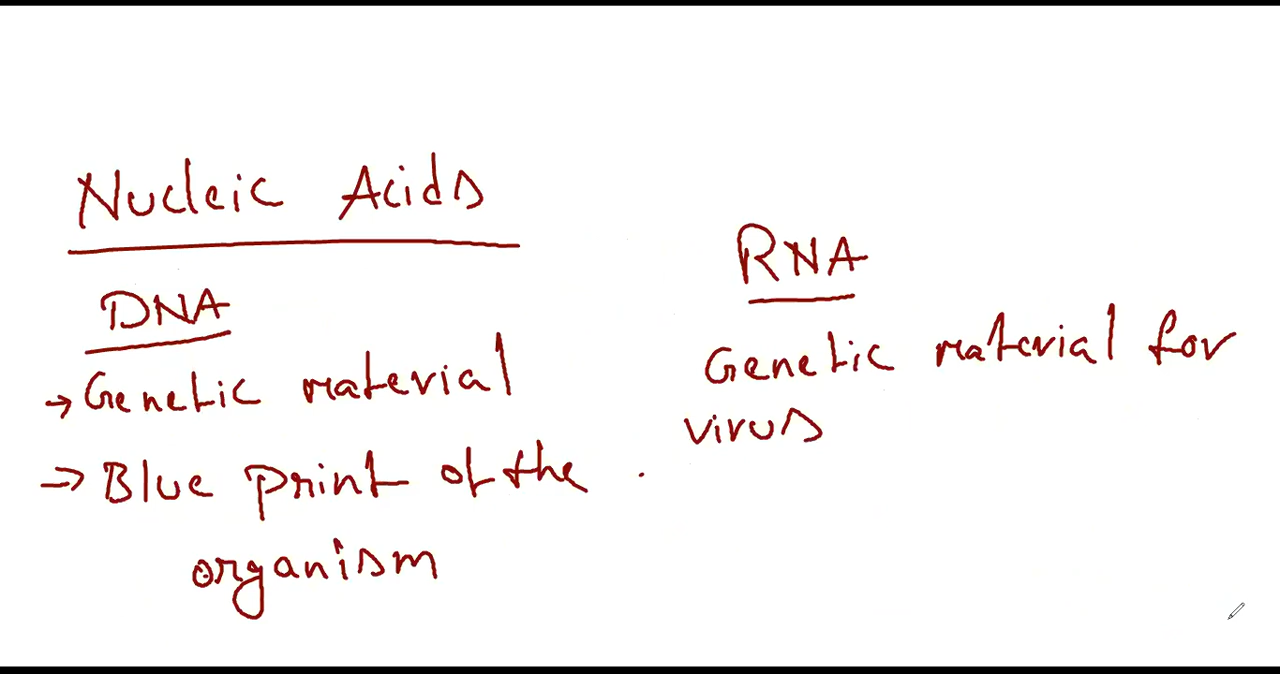 Nucleic Acids
DNA
→ Genetic material
→ Blue print of the
organism
RNA
Genetic material for
virus